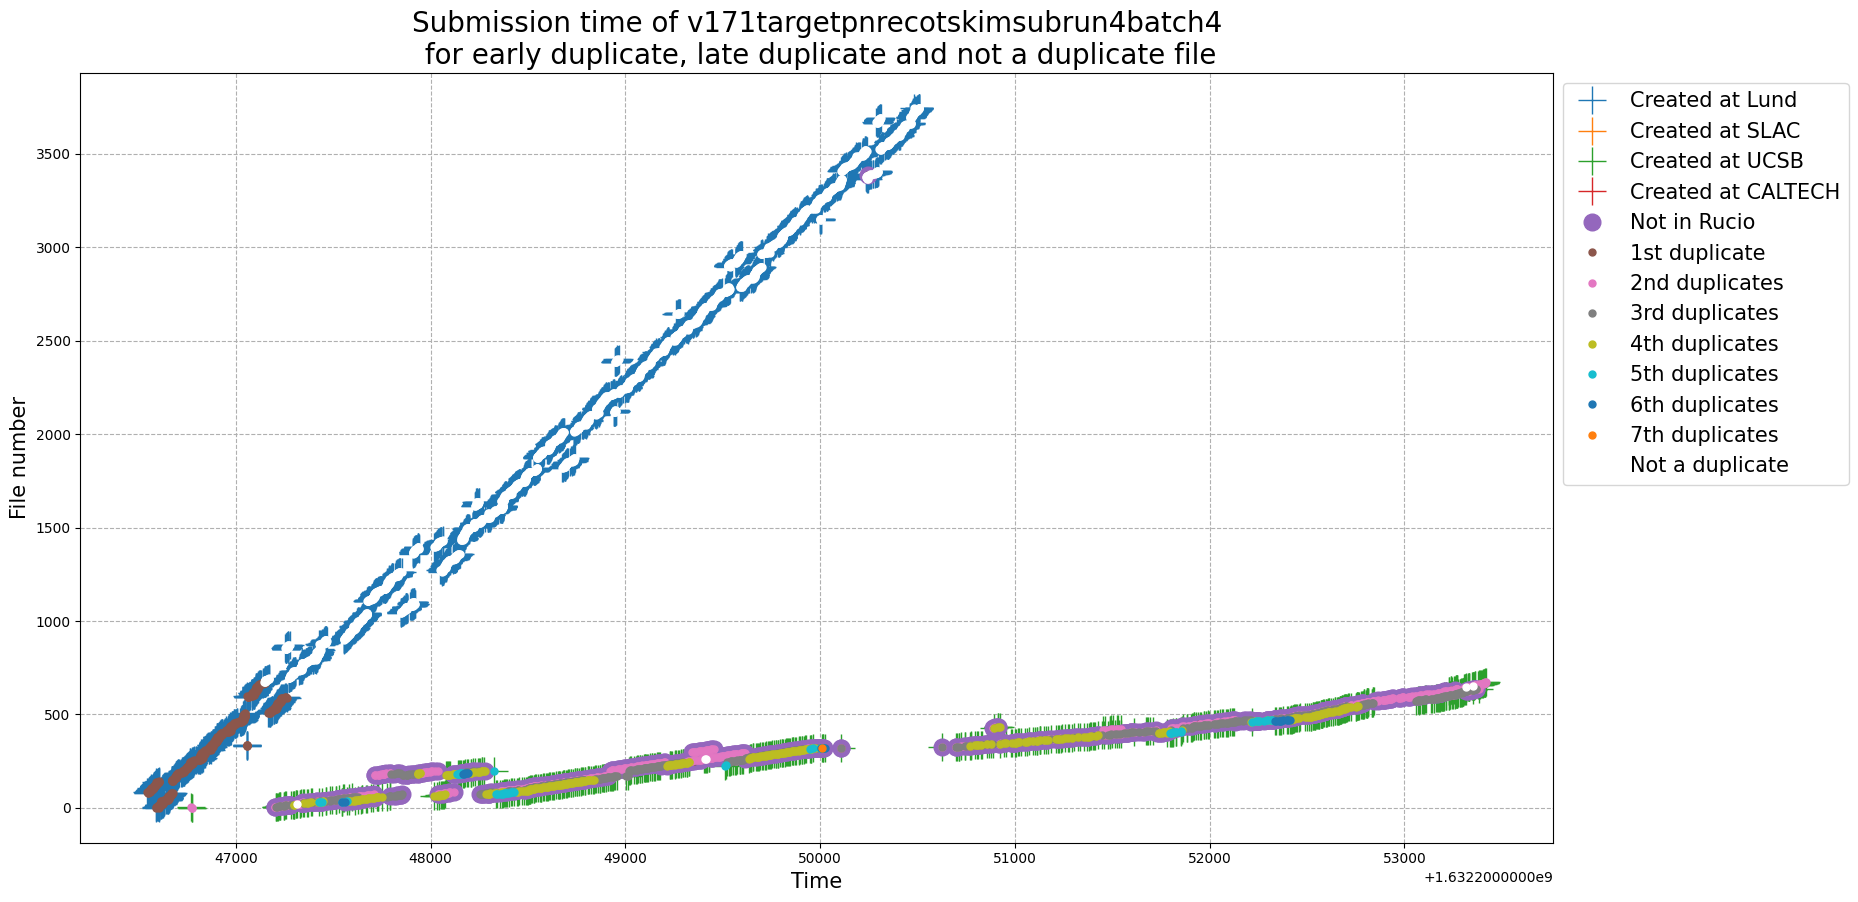 Submission time of v171targetpnrecotskimsubrun4batch4
for early duplicate, late duplicate and not a duplicate file
File number
3500
3000
2500
2000
1500
1000
500
0
47000
48000
49000
50000
51000
52000
53000
Time
+1.6322000000e9
Created at Lund
Created at SLAC
Created at UCSB
Created at CALTECH
Not in Rucio
1st duplicate
2nd duplicates
3rd duplicates
4th duplicates
5th duplicates
6th duplicates
7th duplicates
Not a duplicate